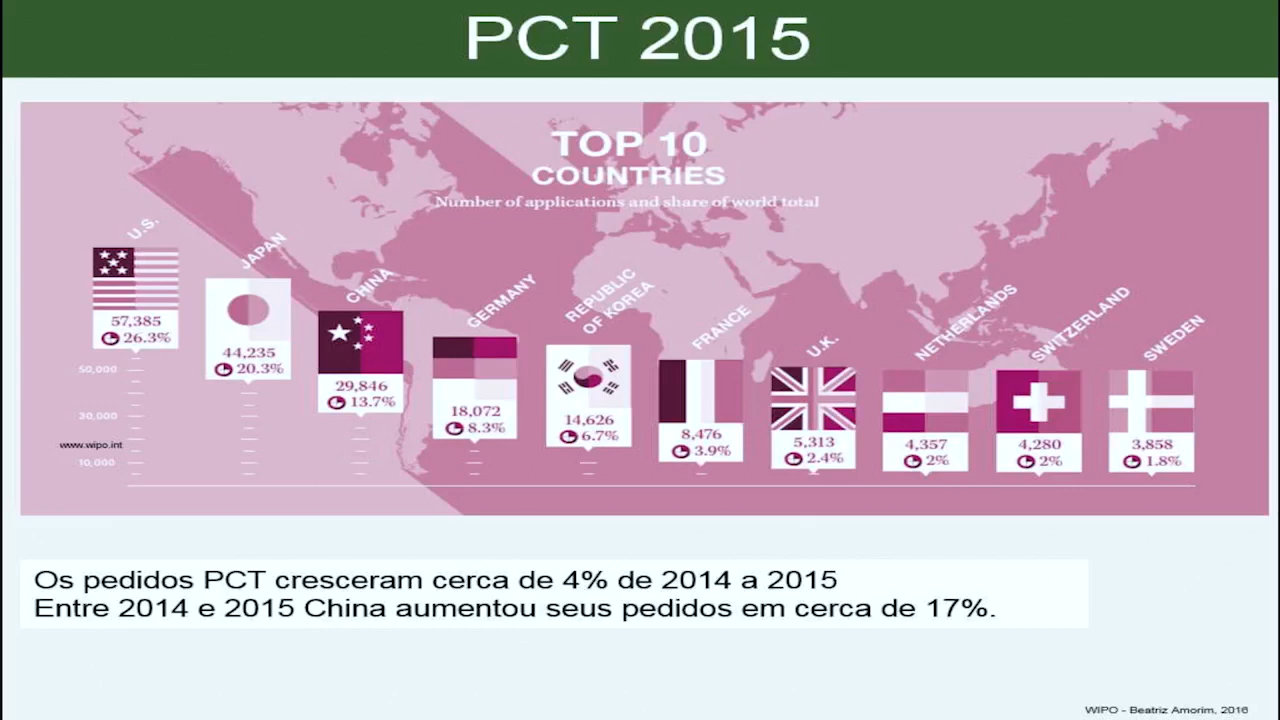 PCT 2015
TOP 10
COUNTRIES
Number of applications and share of world total
U.S.
57,385
26.3%
JAPAN
44,235
20.3%
CHINA
29,846
13.7%
GERMANY
18,072
8.3%
REPUBLIC
OF KOREA
14,626
6.7%
FRANCE
8,476
3.9%
U.K.
5,313
2.4%
NETHERLANDS
4,357
2%
SWITZERLAND
4,280
2%
SWEDEN
3,858
1.8%
50,000
30,000
www.wipo.int
10,000
Os pedidos PCT cresceram cerca de 4% de 2014 a 2015
Entre 2014 e 2015 China aumentou seus pedidos em cerca de 17%.
WIPO - Beatriz Amorim, 2016